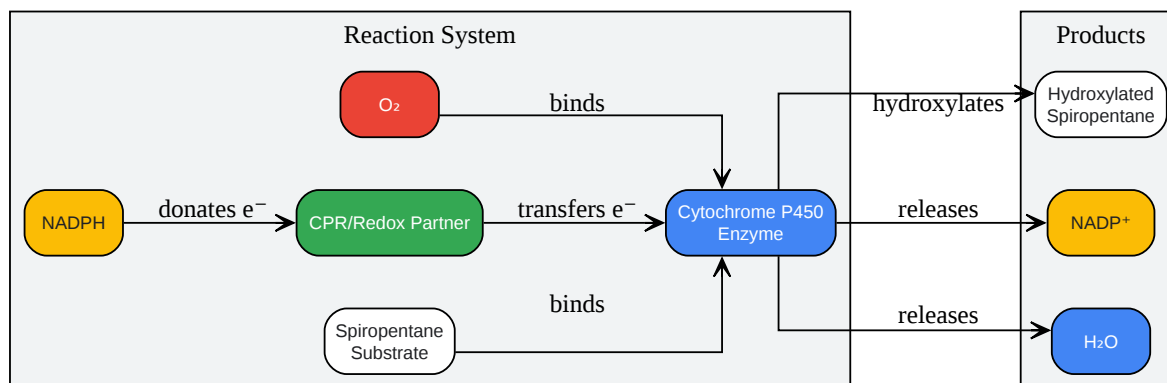 Reaction System
Products
O₂
binds
hydroxylates
Hydroxylated
Spiropentane
NADPH
donates e⁻
CPR/Redox Partner
transfers e⁻
Cytochrome P450
Enzyme
releases
NADP⁺
binds
Spiropentane
Substrate
releases
H₂O